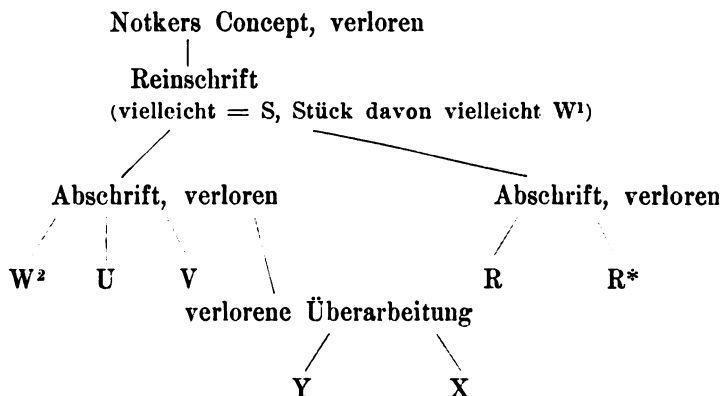 Notkers Concept, verloren
Reinschrift
(vielleicht = S, Stück davon vielleicht W¹)
Abschrift, verloren Abschrift, verloren
W² U V R R*
verlorene Überarbeitung
Y X